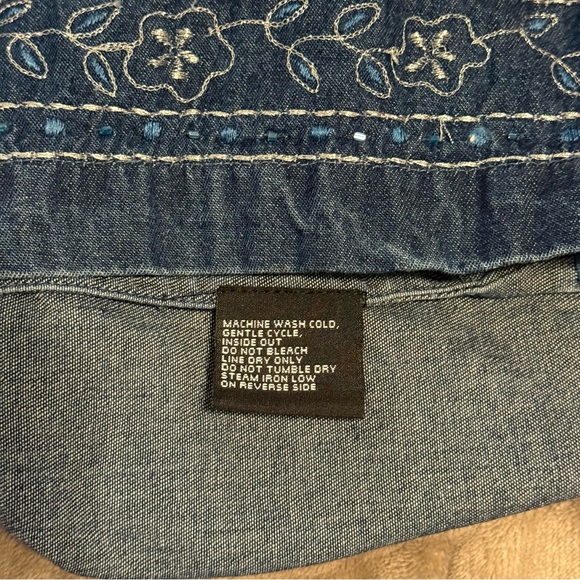 MACHINE WASH COLD,
GENTLE CYCLE,
INSIDE OUT
DO NOT BLEACH
LINE DRY ONLY
DO NOT TUMBLE DRY
STEAM IRON LOW
ON REVERSE SIDE